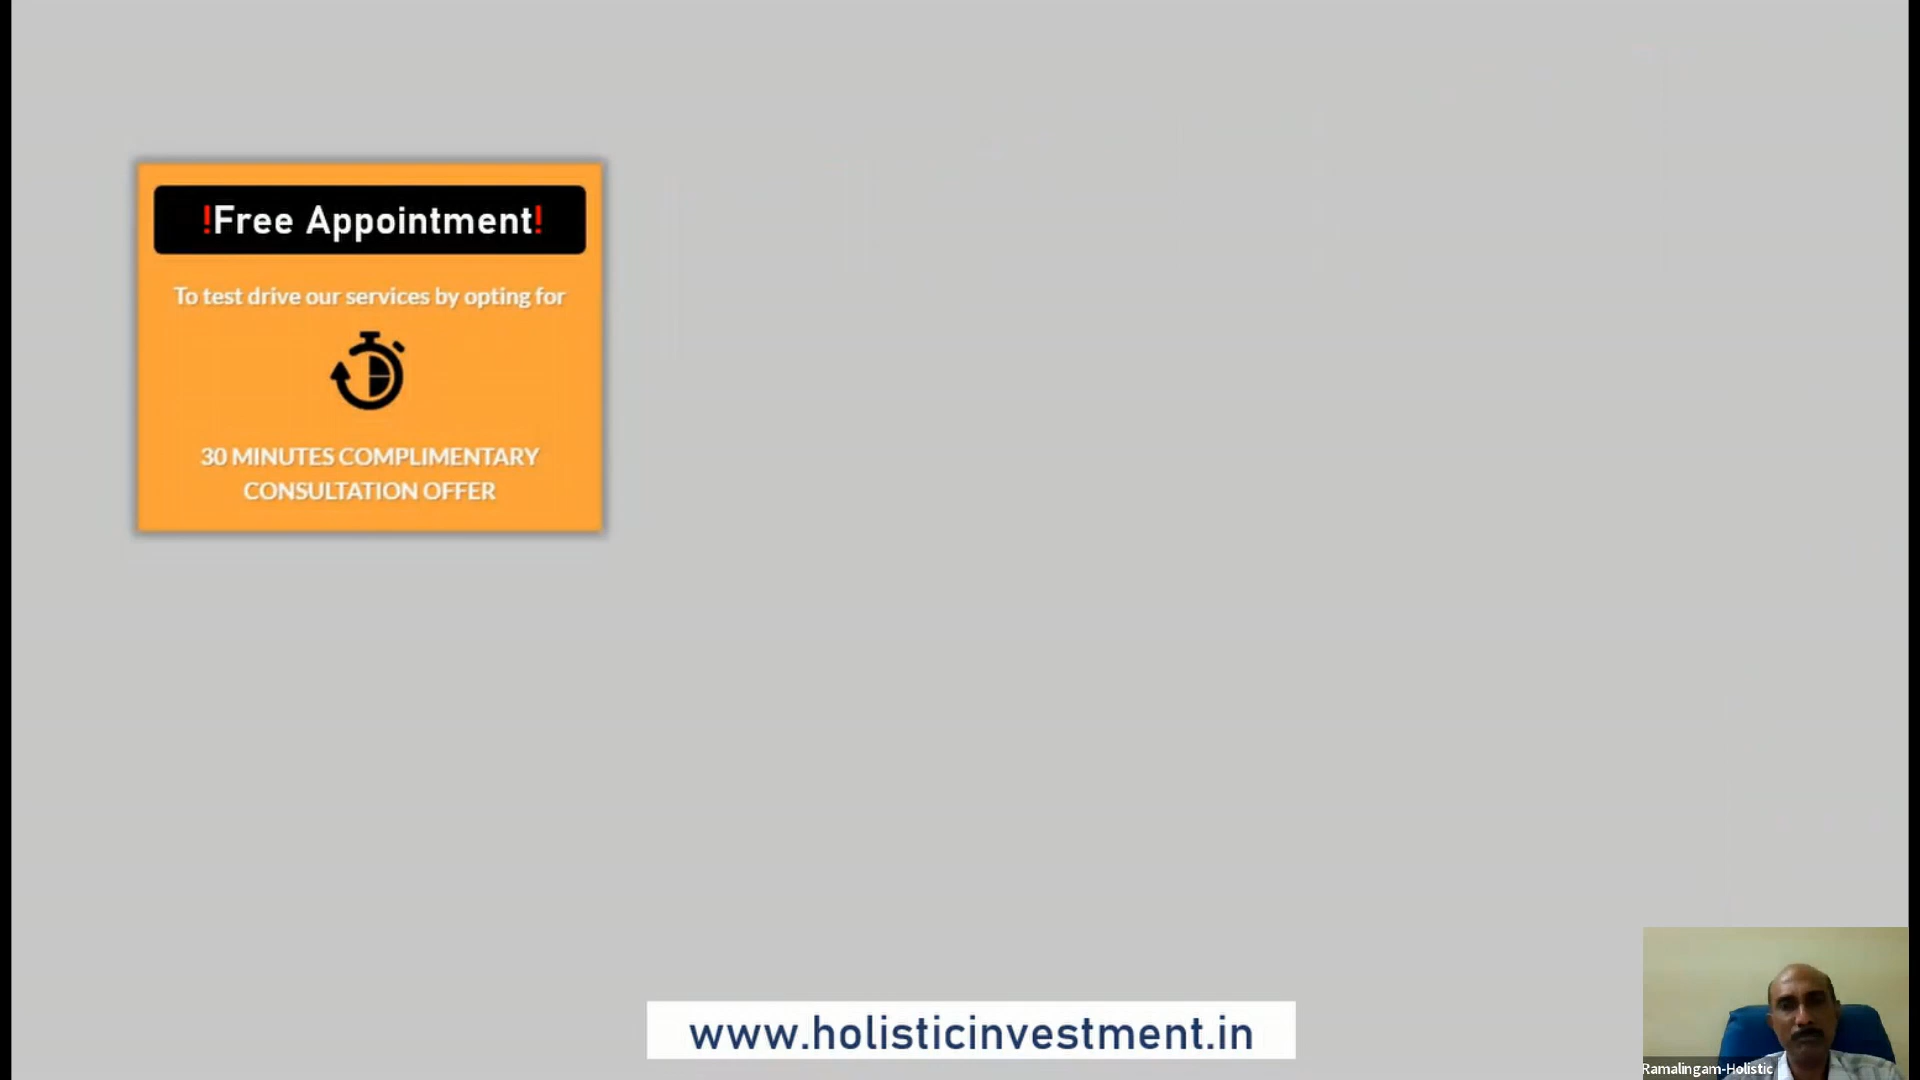 !Free Appointment!
To test drive our services by opting for
30 MINUTES COMPLIMENTARY
CONSULTATION OFFER
www.holisticinvestment.in
Ramalingam-Holistic